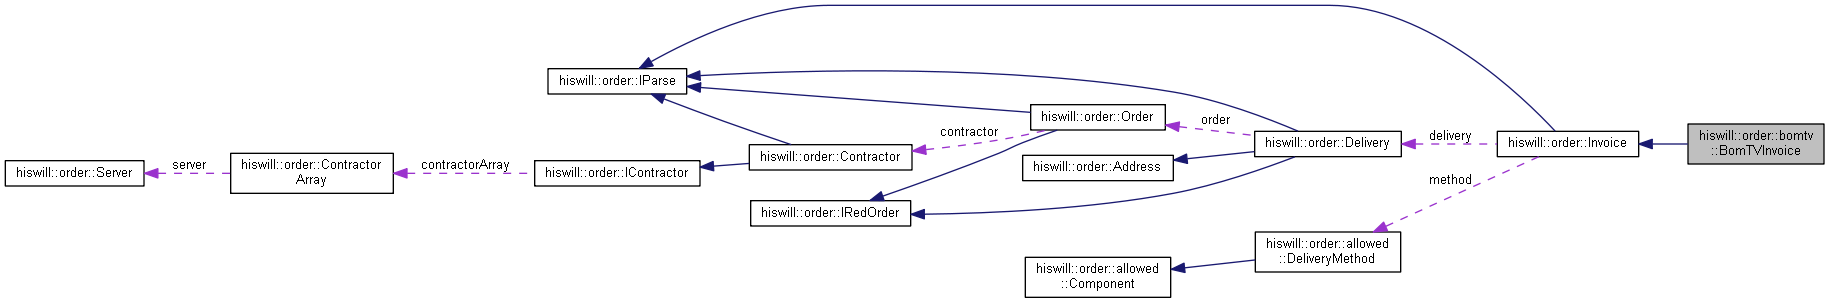 hiswill::order::IParse
hiswill::order::Order
order
contractor
delivery
hiswill::order::bomtv
::BomTVInvoice
hiswill::order::Delivery
hiswill::order::Invoice
hiswill::order::Contractor
server
hiswill::order::Contractor
Array
contractorArray
hiswill::order::Server
hiswill::order::IContractor
hiswill::order::Address
method
hiswill::order::IRedOrder
hiswill::order::allowed
::DeliveryMethod
hiswill::order::allowed
::Component